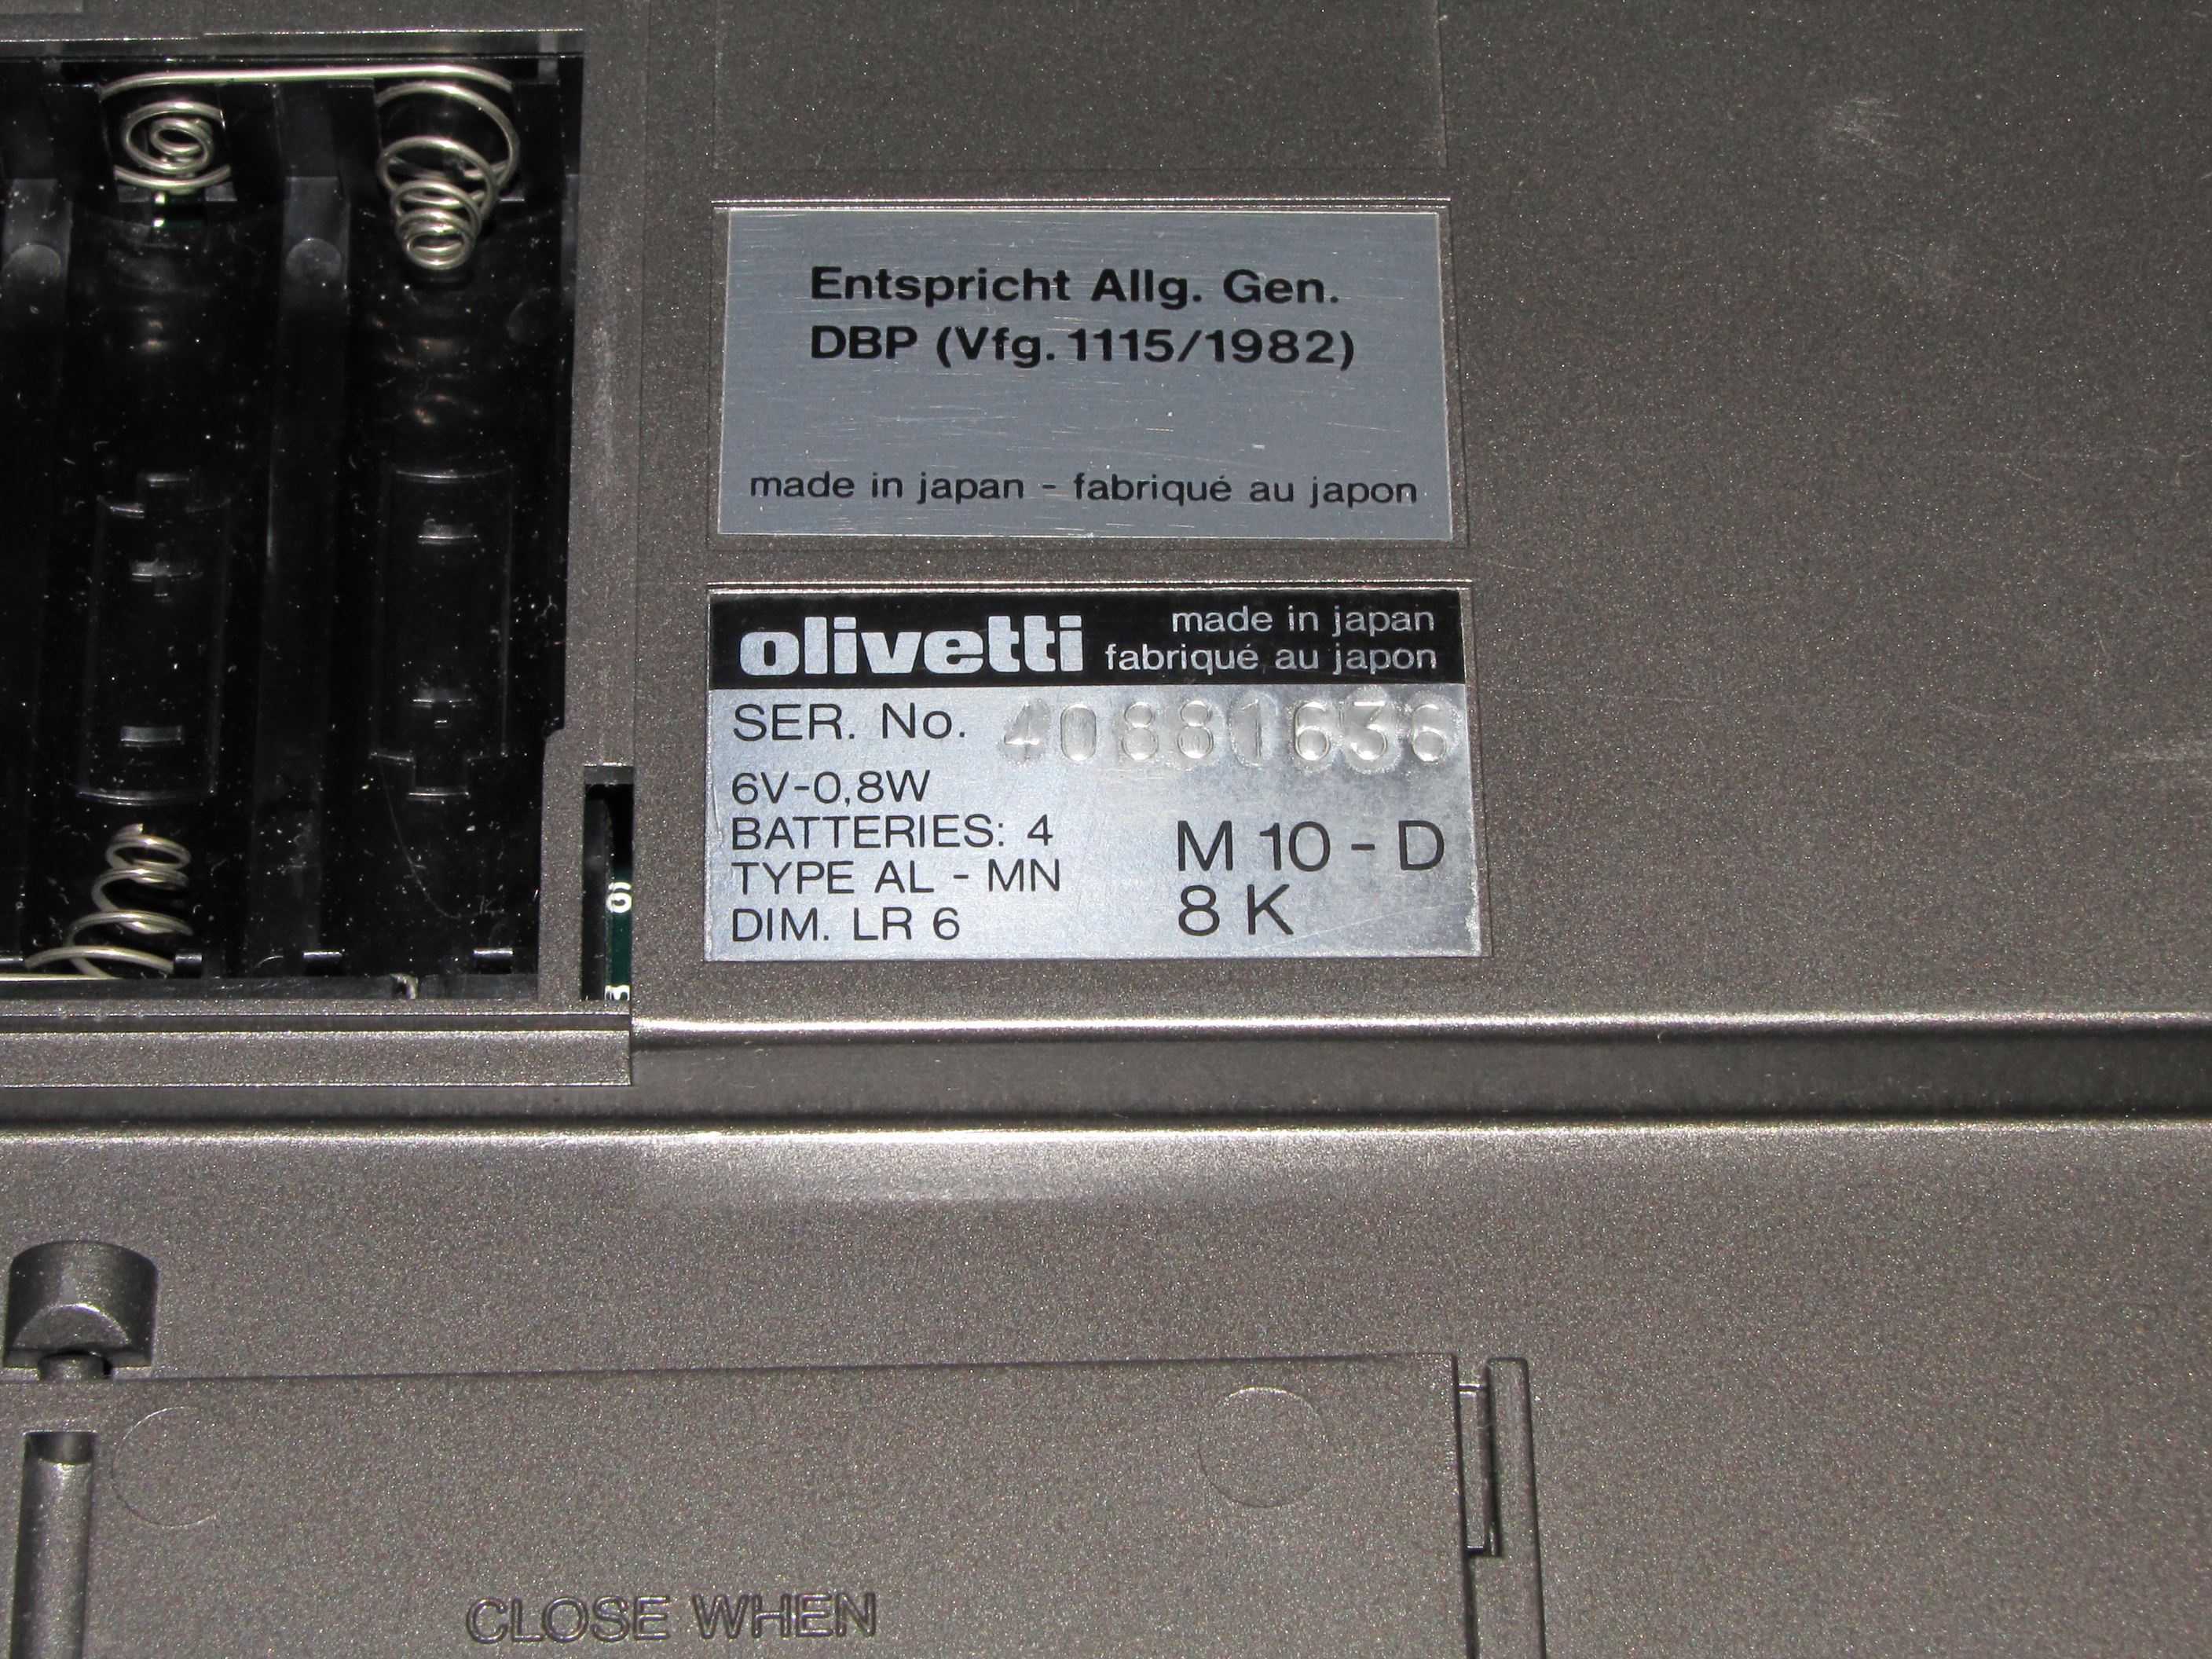 Entspricht Allg. Gen.
DBP (Vfg. 1115/1982)
made in japan - fabriqué au japon
olivetti
made in japan
fabriqué au japon
SER. No. 40881636
6V-0,8W
BATTERIES: 4
TYPE AL - MN
DIM. LR 6
M 10 - D
8 K
CLOSE WHEN